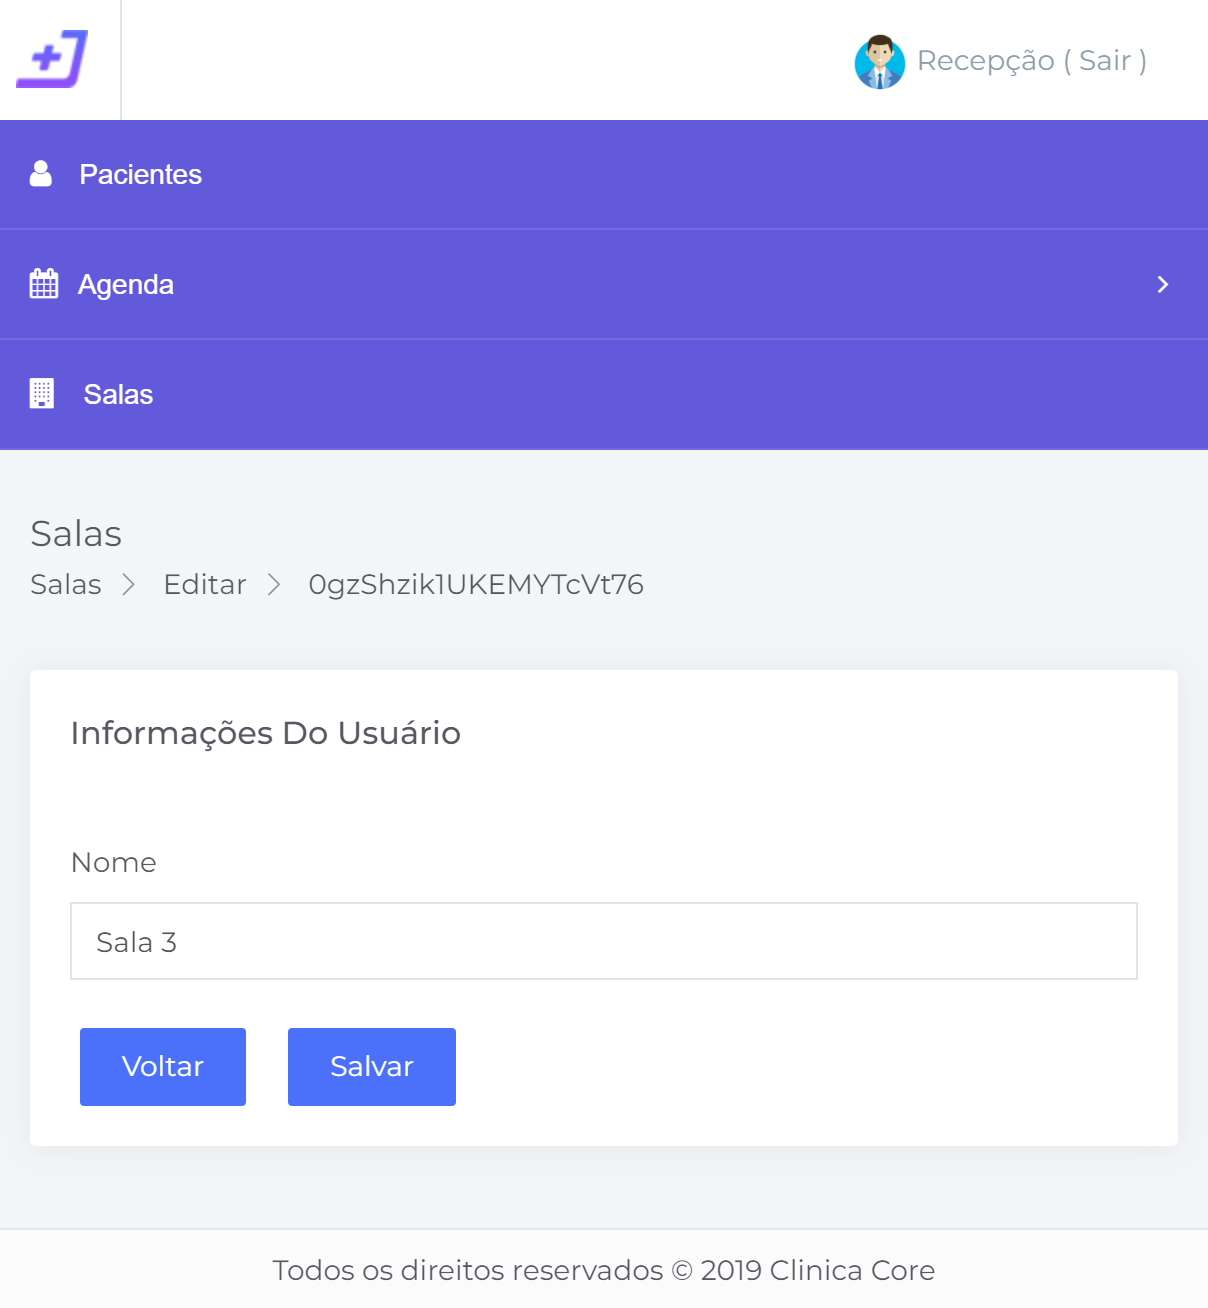 Recepção ( Sair )
Pacientes
Agenda
Salas
Salas
Salas Editar 0gzShzik1UKEMYTcVt76
Informações Do Usuário
Nome
Sala 3
Voltar Salvar
Todos os direitos reservados © 2019 Clinica Core